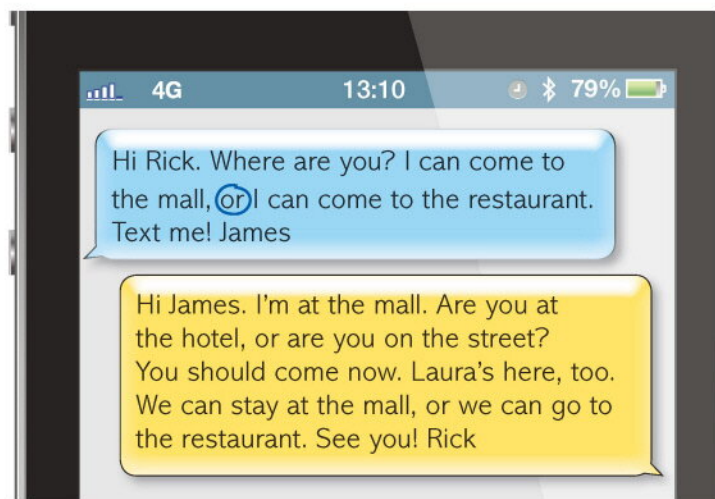 4G 13:10 79%
Hi Rick. Where are you? I can come to
the mall, or I can come to the restaurant.
Text me! James
Hi James. I'm at the mall. Are you at
the hotel, or are you on the street?
You should come now. Laura's here, too.
We can stay at the mall, or we can go to
the restaurant. See you! Rick